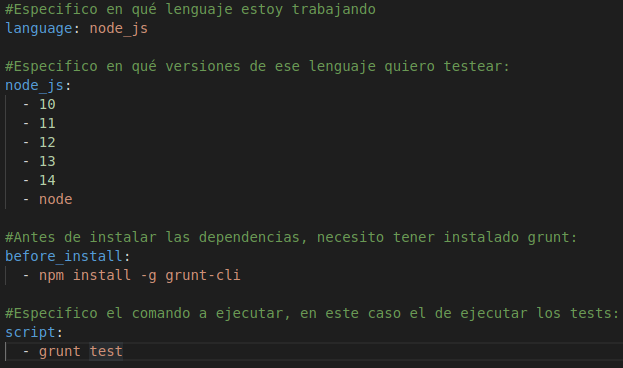 #Especifico en qué lenguaje estoy trabajando
language: node_js
#Especifico en qué versiones de ese lenguaje quiero testear:
node_js:
- 10
- 11
- 12
- 13
- 14
- node
#Antes de instalar las dependencias, necesito tener instalado grunt:
before_install:
- npm install -g grunt-cli
#Especifico el comando a ejecutar, en este caso el de ejecutar los tests:
script:
- grunt test